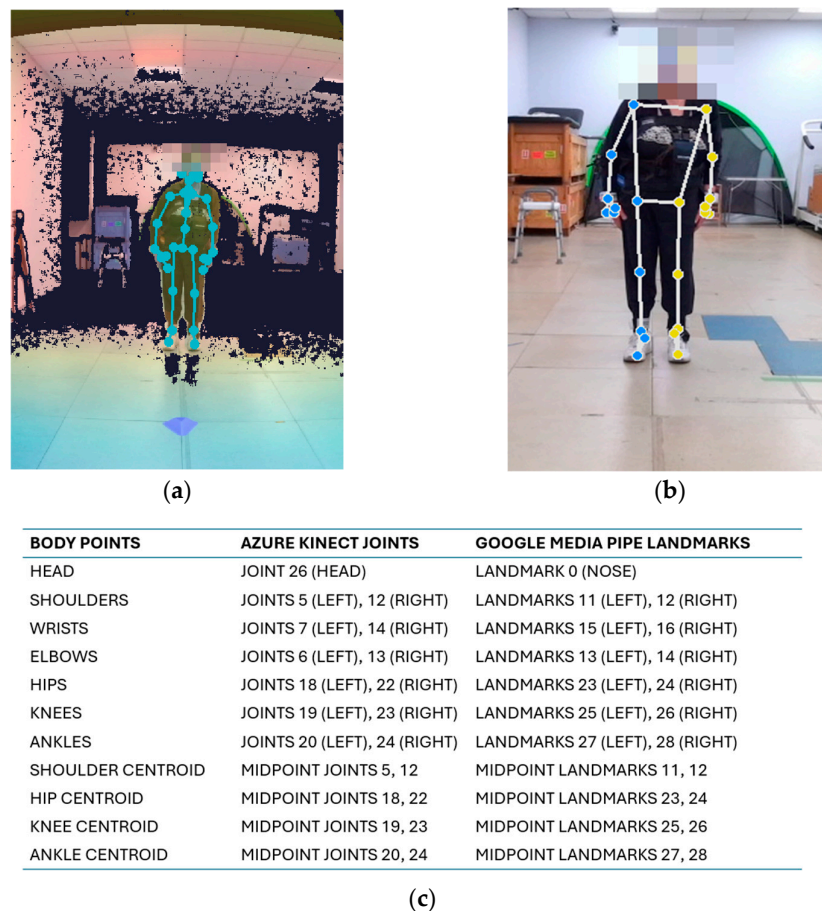 (a)
(b)
BODY POINTS AZURE KINECT JOINTS GOOGLE MEDIA PIPE LANDMARKS
HEAD JOINT 26 (HEAD) LANDMARK 0 (NOSE)
SHOULDERS JOINTS 5 (LEFT), 12 (RIGHT) LANDMARKS 11 (LEFT), 12 (RIGHT)
WRISTS JOINTS 7 (LEFT), 14 (RIGHT) LANDMARKS 15 (LEFT), 16 (RIGHT)
ELBOWS JOINTS 6 (LEFT), 13 (RIGHT) LANDMARKS 13 (LEFT), 14 (RIGHT)
HIPS JOINTS 18 (LEFT), 22 (RIGHT) LANDMARKS 23 (LEFT), 24 (RIGHT)
KNEES JOINTS 19 (LEFT), 23 (RIGHT) LANDMARKS 25 (LEFT), 26 (RIGHT)
ANKLES JOINTS 20 (LEFT), 24 (RIGHT) LANDMARKS 27 (LEFT), 28 (RIGHT)
SHOULDER CENTROID MIDPOINT JOINTS 5, 12 MIDPOINT LANDMARKS 11, 12
HIP CENTROID MIDPOINT JOINTS 18, 22 MIDPOINT LANDMARKS 23, 24
KNEE CENTROID MIDPOINT JOINTS 19, 23 MIDPOINT LANDMARKS 25, 26
ANKLE CENTROID MIDPOINT JOINTS 20, 24 MIDPOINT LANDMARKS 27, 28
(c)